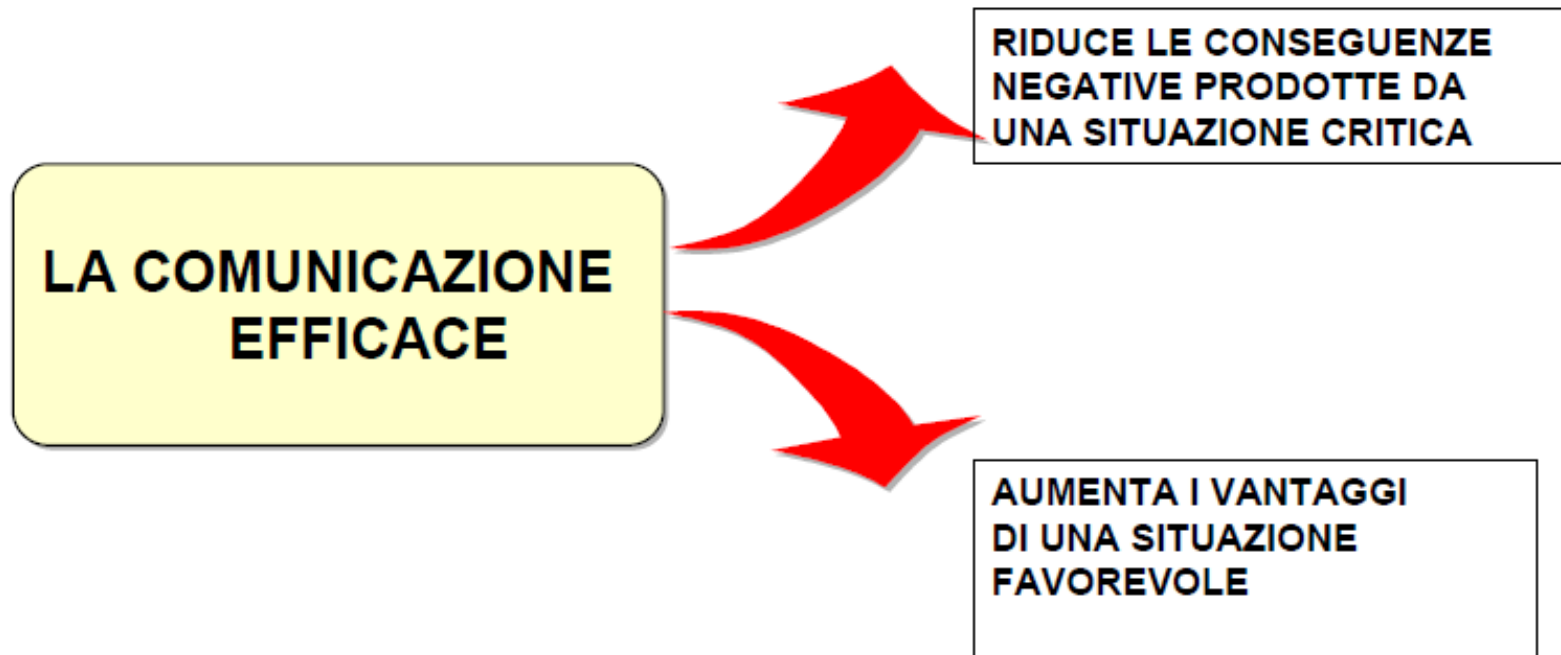 RIDUCE LE CONSEGUENZE
NEGATIVE PRODOTTE DA
UNA SITUAZIONE CRITICA
LA COMUNICAZIONE
EFFICACE
AUMENTA I VANTAGGI
DI UNA SITUAZIONE
FAVOREVOLE